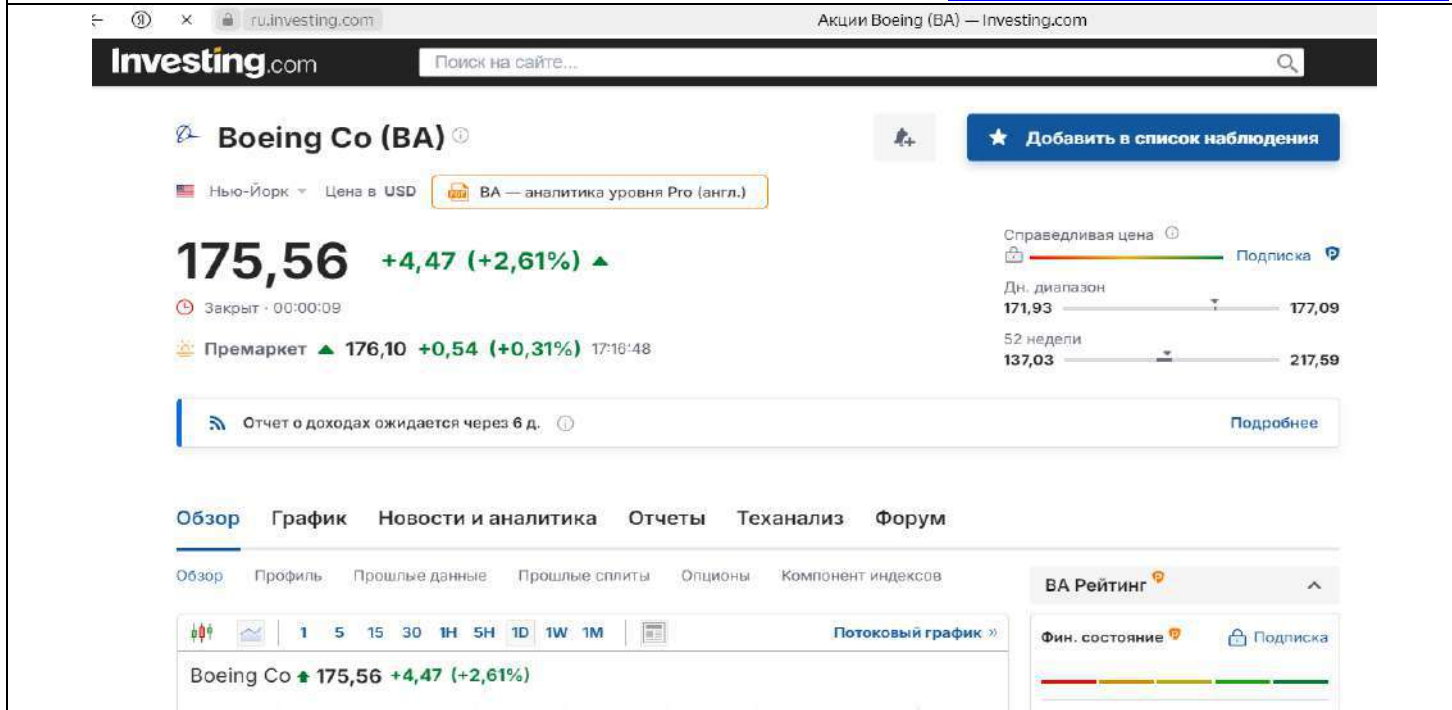 ru.investing.com
Акции Boeing (BA) — Investing.com
Investing.com
Поиск на сайте...
Boeing Co (BA)
Добавить в список наблюдения
Нью-Йорк
Цена в USD
BA — аналитика уровня Pro (англ.)
175,56 +4,47 (+2,61%)
Справедливая цена
Подписка
Закрыт · 00:00:09
Дн. диапазон
171,93 177,09
Премаркет 176,10 +0,54 (+0,31%) 17:16:48
52 недели
137,03 217,59
Отчет о доходах ожидается через 6 д.
Подробнее
Обзор График Новости и аналитика Отчеты Теханализ Форум
Обзор Профиль Прошлые данные Прошлые сплиты Опционы Компонент индексов
BA Рейтинг
1 5 15 30 1H 5H 1D 1W 1M
Потоковый график »
Фин. состояние
Подписка
Boeing Co 175,56 +4,47 (+2,61%)